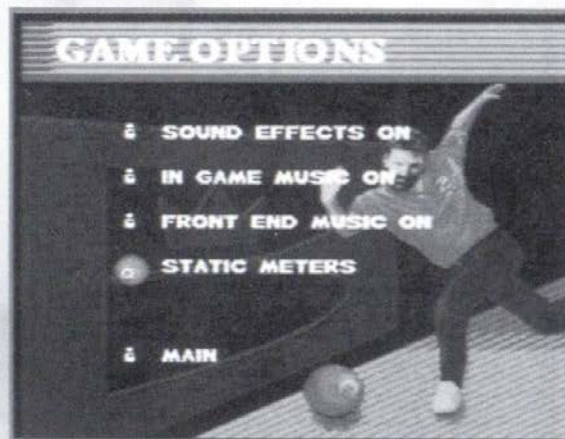 GAME OPTIONS
SOUND EFFECTS ON
IN GAME MUSIC ON
FRONT END MUSIC ON
STATIC METERS
MAIN